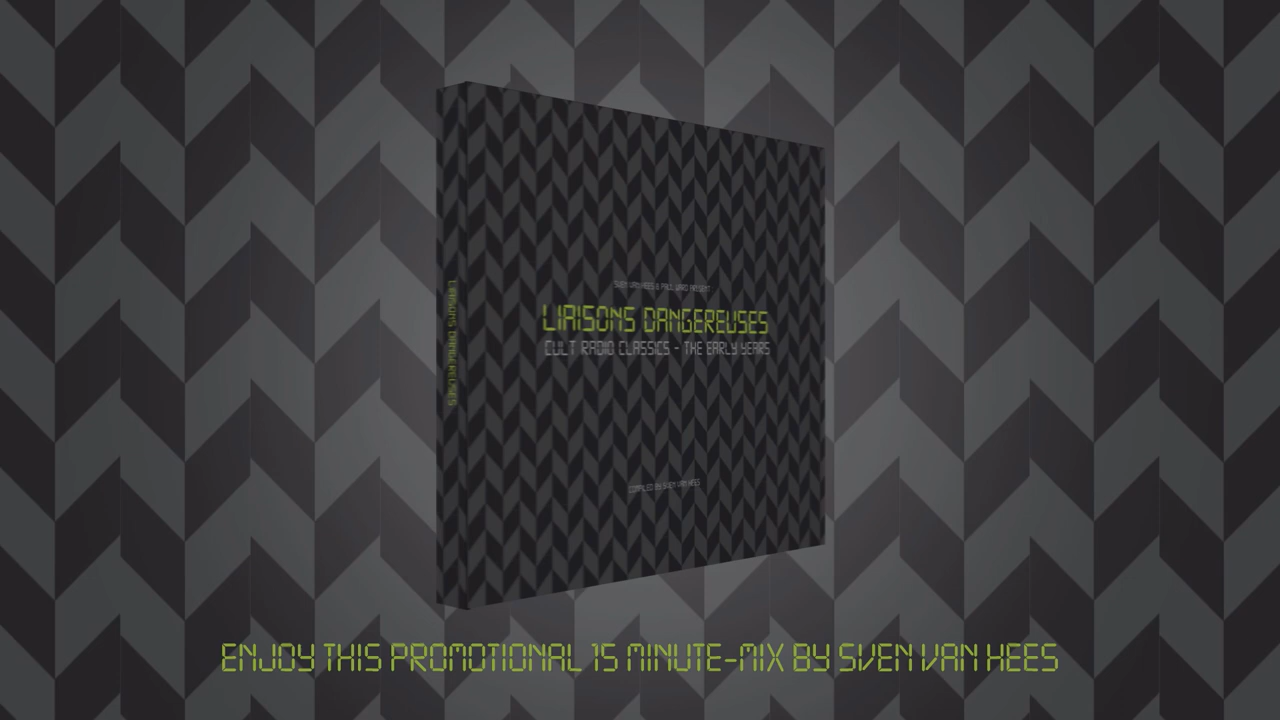 SVEN VAN HEES & PAUL WARD PRESENT
LIAISONS DANGEREUSES
CULT RADIO CLASSICS - THE EARLY YEARS
LIAISONS DANGEREUSES
COMPILED BY SVEN VAN HEES
ENJOY THIS PROMOTIONAL 15 MINUTE-MIX BY SVEN VAN HEES